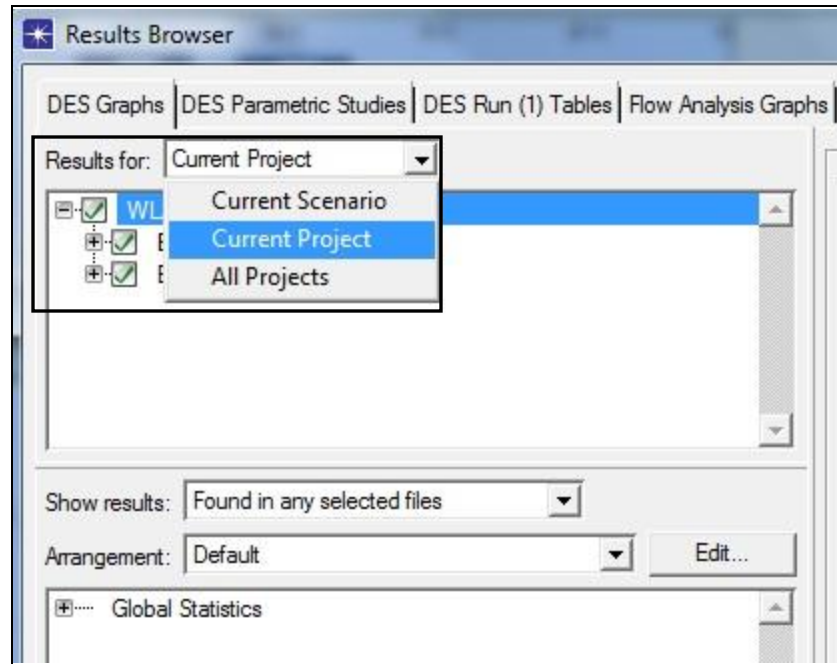 Results Browser
DES Graphs DES Parametric Studies DES Run (1) Tables Flow Analysis Graphs
Results for: Current Project
Current Scenario
Current Project
All Projects
Show results: Found in any selected files
Arrangement: Default Edit...
Global Statistics